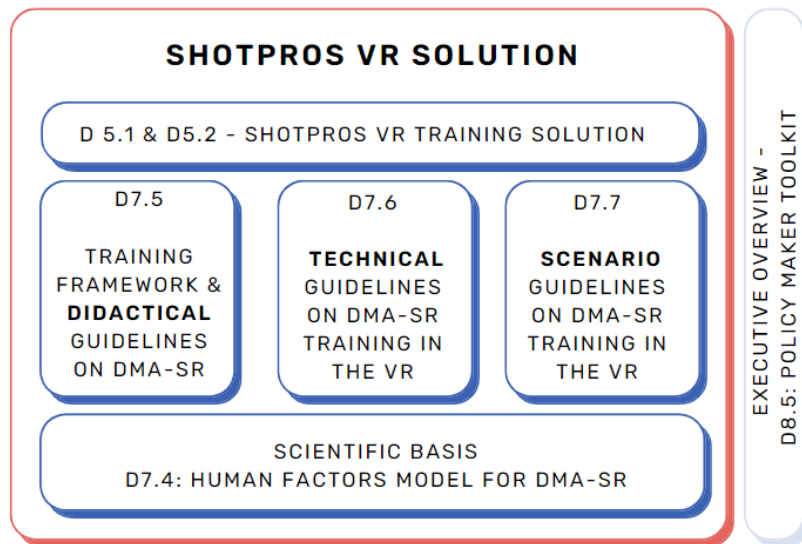 SHOTPROS VR SOLUTION
D 5.1 & D5.2 - SHOTPROS VR TRAINING SOLUTION
D7.5
TRAINING
FRAMEWORK &
DIDACTICAL
GUIDELINES
ON DMA-SR
D7.6
TECHNICAL
GUIDELINES
ON DMA-SR
TRAINING IN
THE VR
D7.7
SCENARIO
GUIDELINES
ON DMA-SR
TRAINING IN
THE VR
SCIENTIFIC BASIS
D7.4: HUMAN FACTORS MODEL FOR DMA-SR
EXECUTIVE OVERVIEW -
D8.5: POLICY MAKER TOOLKIT